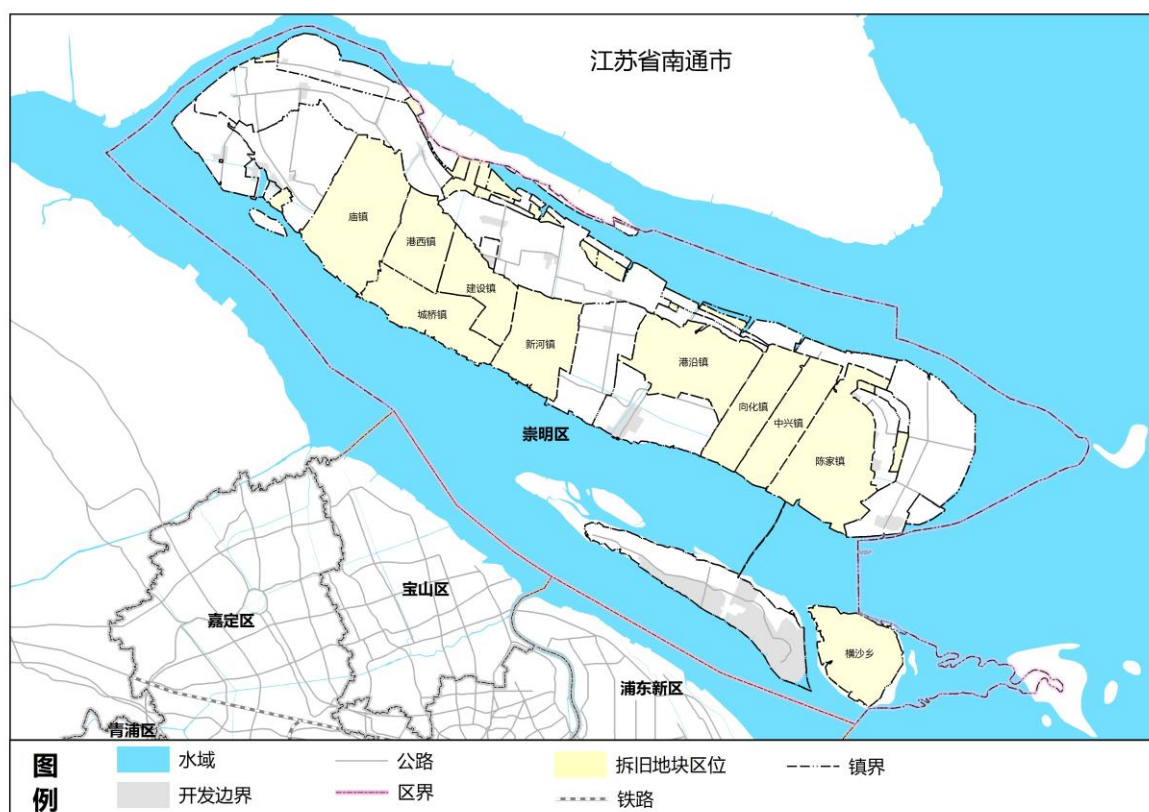 江苏省南通市
庙镇
港西镇
建设镇
城桥镇
新河镇
港沿镇
向化镇
中兴镇
陈家镇
崇明区
宝山区
嘉定区
横沙乡
浦东新区
青浦区
图例
水域
公路
拆旧地块区位
镇界
开发边界
区界
铁路